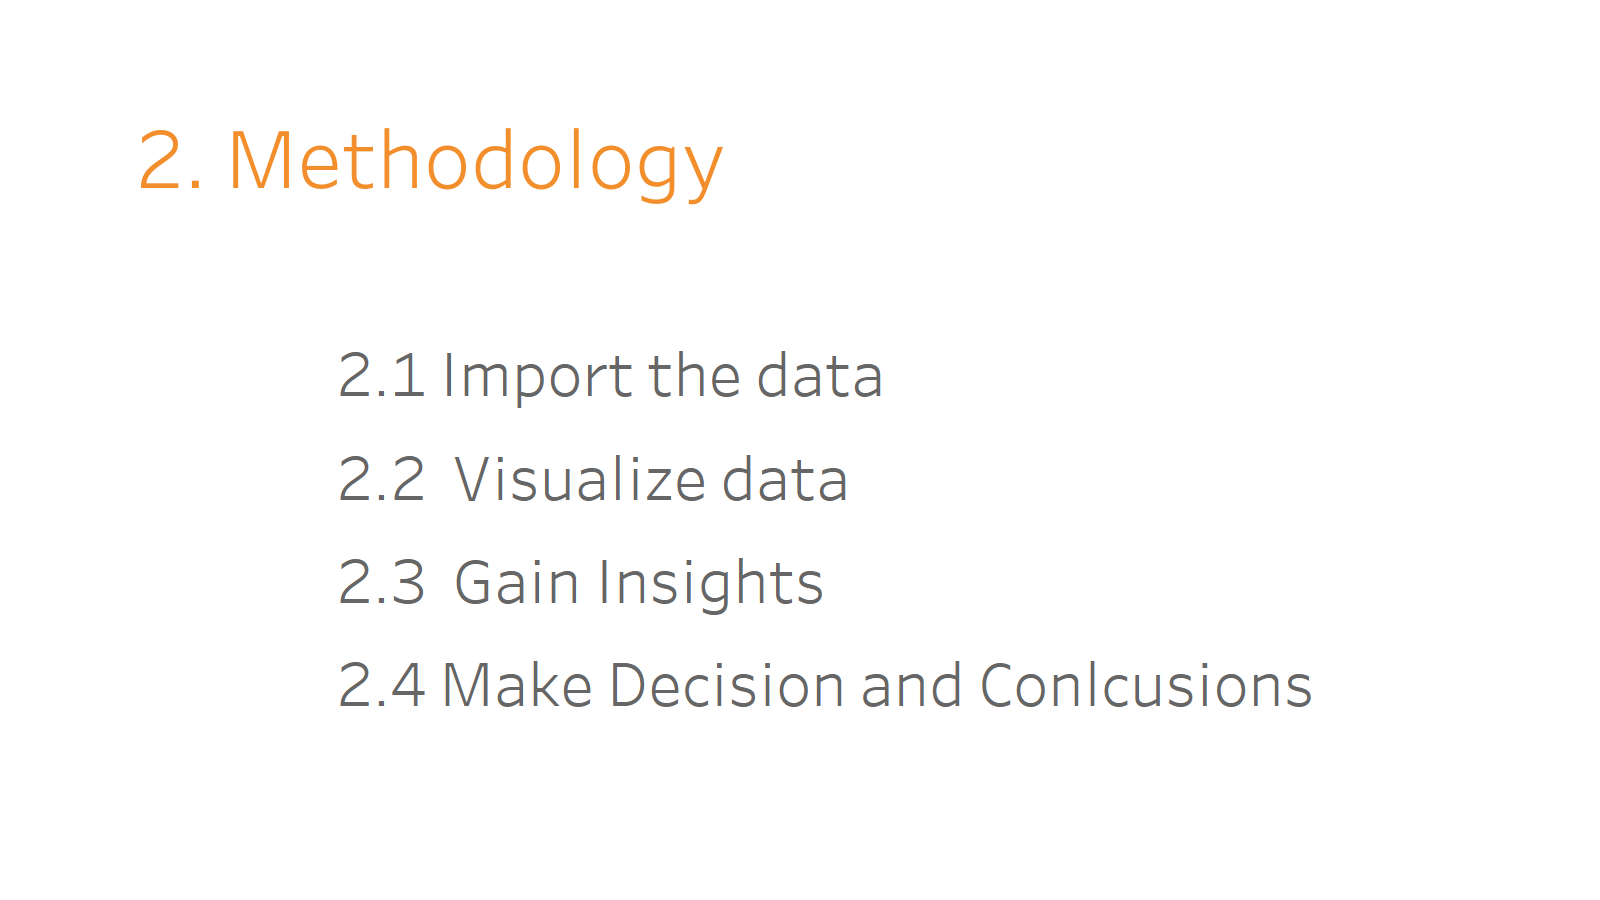 2. Methodology
2.1 Import the data
2.2 Visualize data
2.3 Gain Insights
2.4 Make Decision and Conlcusions